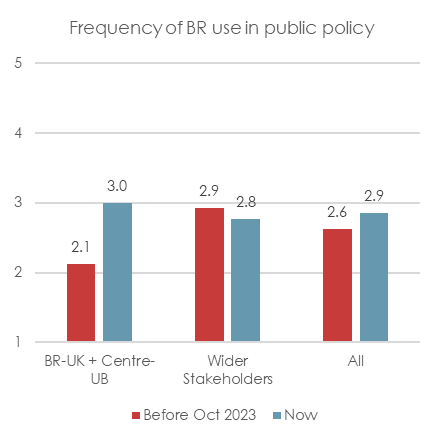 Frequency of BR use in public policy
5
4
3
2
1
2.1
3.0
2.9
2.8
2.6
2.9
BR-UK + Centre-
UB
Wider
Stakeholders
All
Before Oct 2023
Now